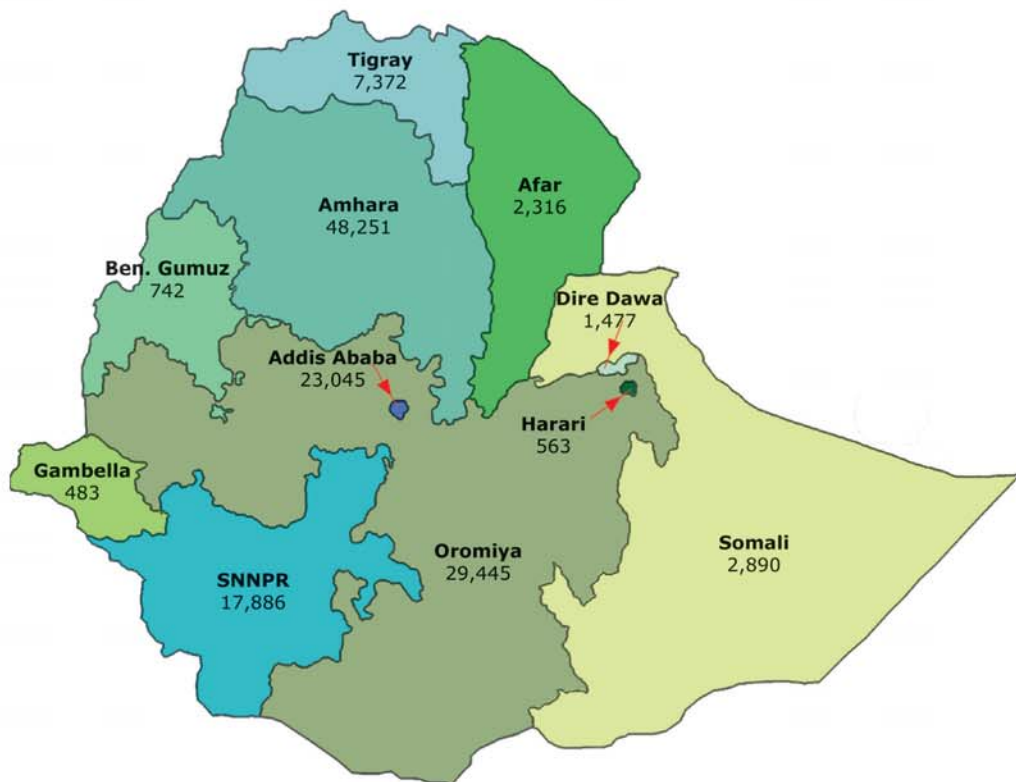 Tigray
7,372
Afar
2,316
Amhara
48,251
Ben. Gumuz
742
Dire Dawa
1,477
Addis Ababa
23,045
Harari
563
Gambella
483
Oromiya
29,445
Somali
2,890
SNNPR
17,886